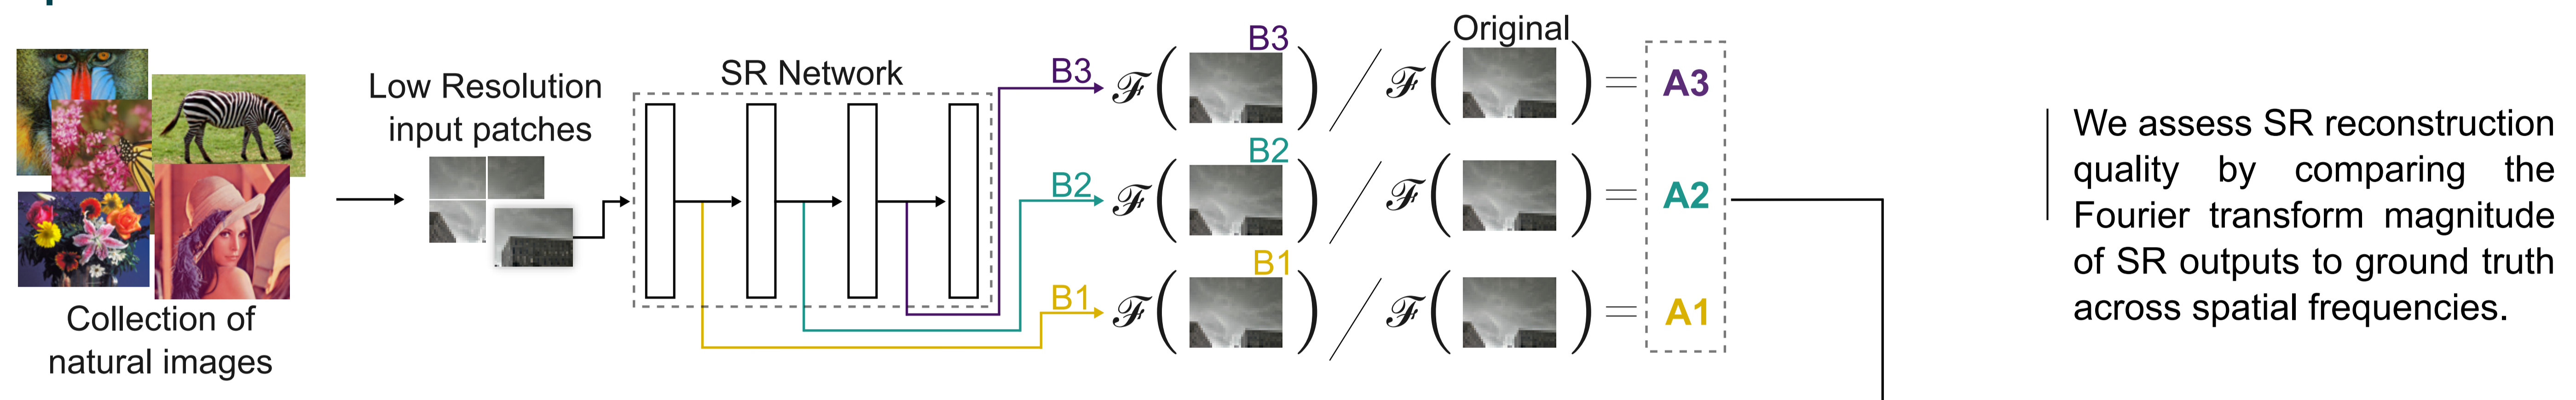 Collection of
natural images
Low Resolution
input patches
SR Network
B3
B2
B1
ℱ( B3 ) / ℱ( Original ) = A3
ℱ( B2 ) / ℱ( ) = A2
ℱ( B1 ) / ℱ( ) = A1
We assess SR reconstruction
quality by comparing the
Fourier transform magnitude
of SR outputs to ground truth
across spatial frequencies.